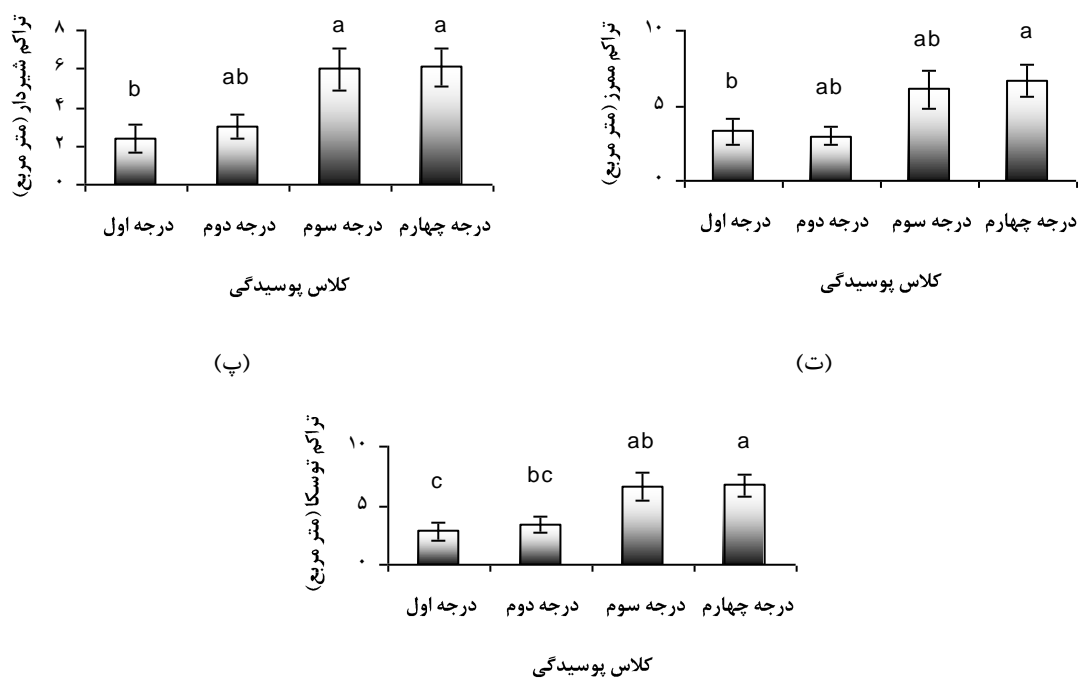 تراکم شیردار (متر مربع)
۸
۶
۴
۲
۰
b
ab
a
a
درجه اول
درجه دوم
درجه سوم
درجه چهارم
کلاس پوسیدگی
(پ)
تراکم ممرز (متر مربع)
۱۰
۵
۰
b
ab
ab
a
درجه اول
درجه دوم
درجه سوم
درجه چهارم
کلاس پوسیدگی
(ت)
تراکم توسکا (متر مربع)
۱۰
۵
۰
c
bc
ab
a
درجه اول
درجه دوم
درجه سوم
درجه چهارم
کلاس پوسیدگی